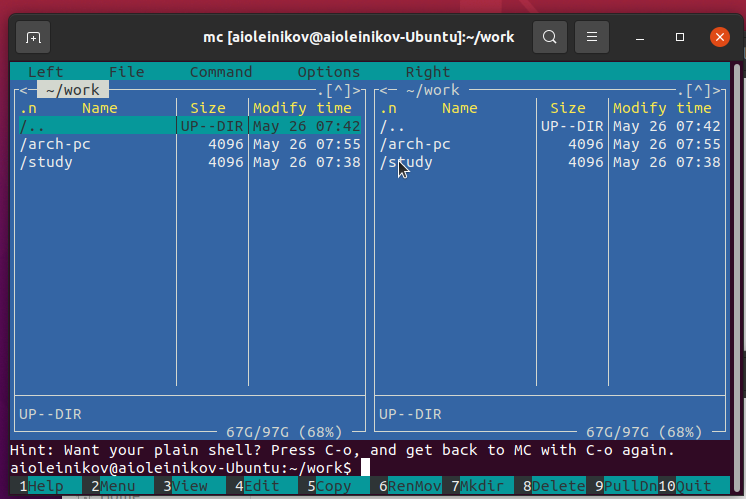 mc [aioleinikov@aioleinikov-Ubuntu]:~/work
Left File Command Options Right
<─ ~/work ─.[^]>
.n Name Size Modify time
/.. UP--DIR May 26 07:42
/arch-pc 4096 May 26 07:55
/study 4096 May 26 07:38
UP--DIR
67G/97G (68%)
<─ ~/work ─.[^]>
.n Name Size Modify time
/.. UP--DIR May 26 07:42
/arch-pc 4096 May 26 07:55
/study 4096 May 26 07:38
UP--DIR
67G/97G (68%)
Hint: Want your plain shell? Press C-o, and get back to MC with C-o again.
aioleinikov@aioleinikov-Ubuntu:~/work$
1Help 2Menu 3View 4Edit 5Copy 6RenMov 7Mkdir 8Delete 9PullDn 10Quit